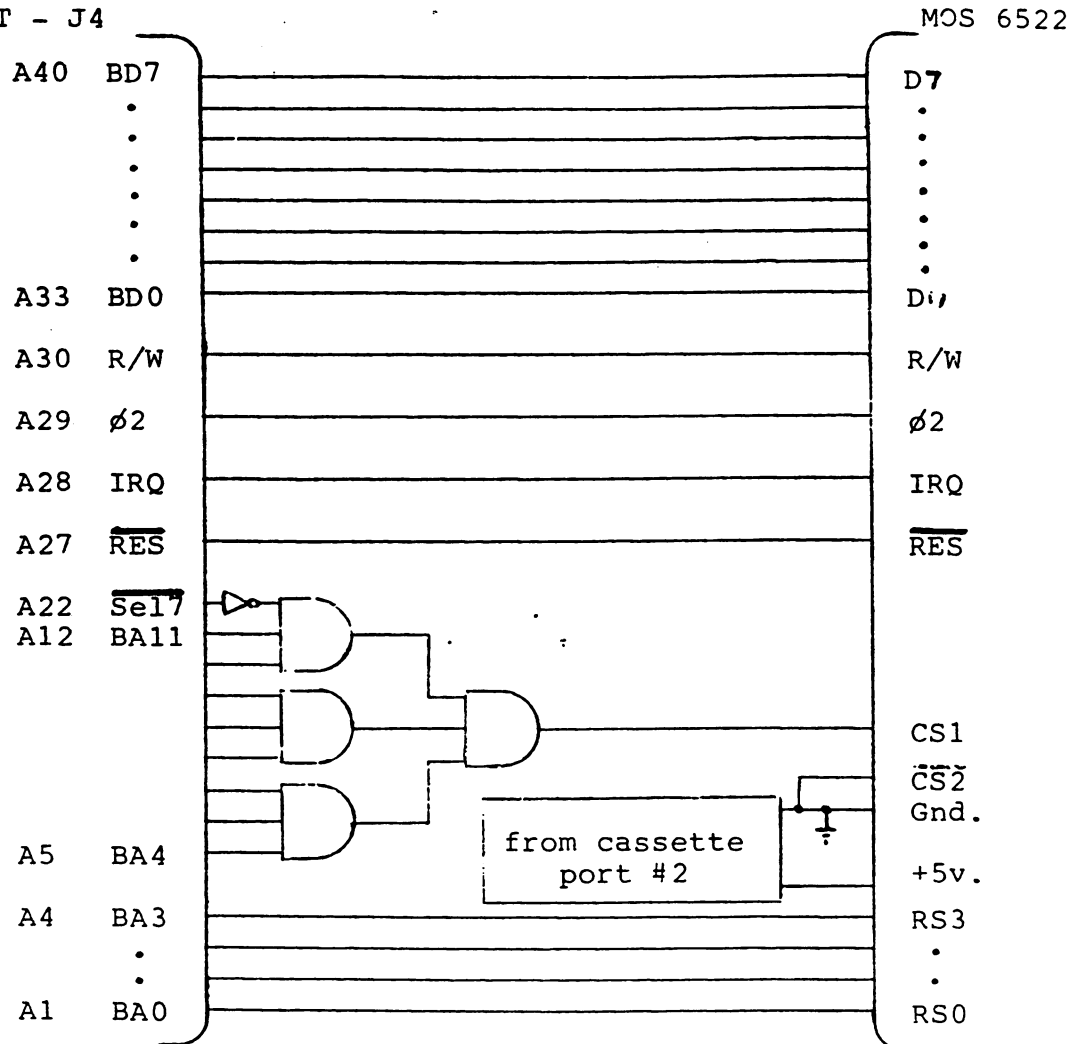 T - J4 MOS 6522
A40 BD7 D7
A33 BD0
A30 R/W R/W
A29 ø2 ø2
A28 IRQ IRQ
A27 RES RES
A22 Sel7
A12 BA11
CS1
CS2
Gnd.
from cassette
port #2
A5 BA4 +5v.
A4 BA3 RS3
A1 BA0 RS0